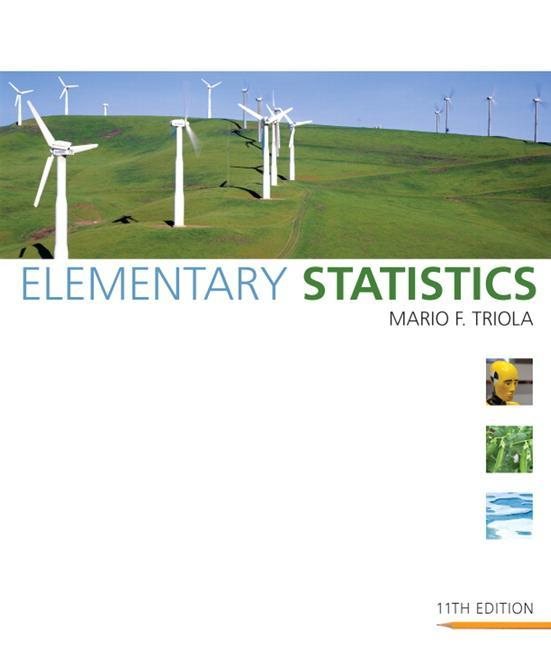 ELEMENTARY STATISTICS
MARIO F. TRIOLA
11TH EDITION